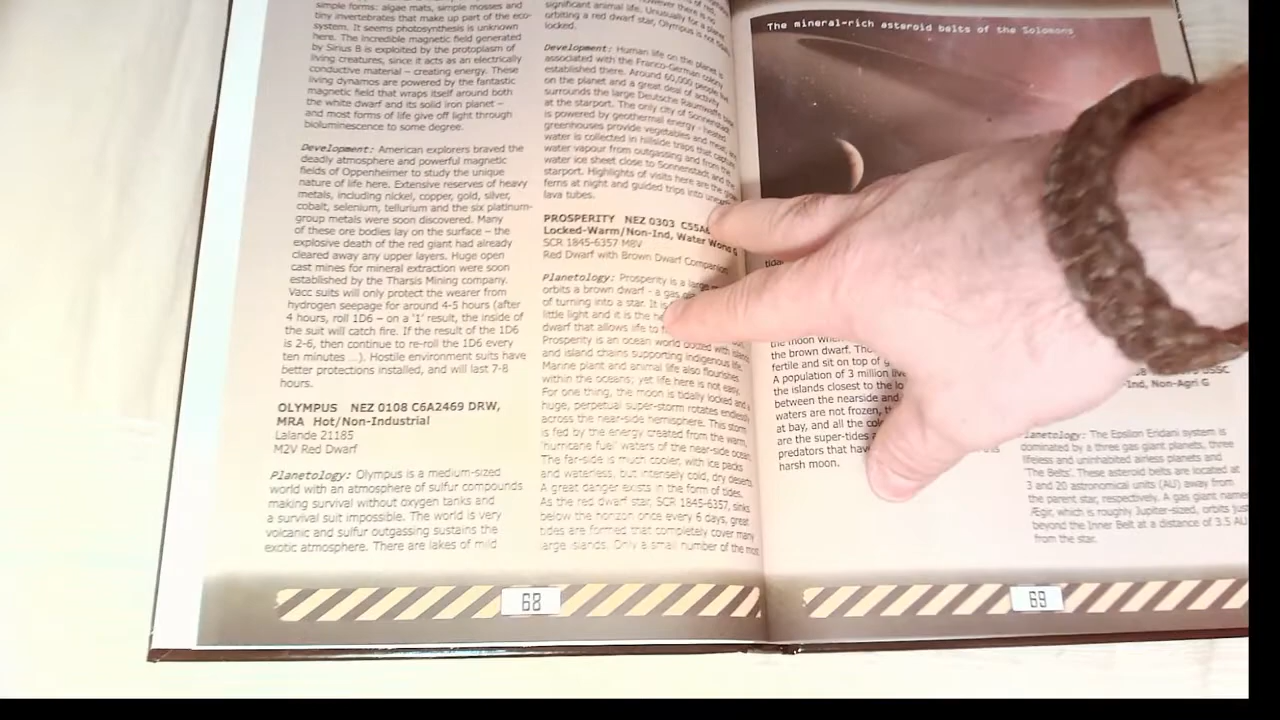 simple forms: algae mats, simple mosses and
tiny invertebrates that make up part of the eco-
system. It seems photosynthesis is unknown
here. The incredible magnetic field generated
by Sirius B is exploited by the protoplasm of
living creatures, since it acts as an electrically
conductive material – creating energy. These
living dynamos are powered by the fantastic
magnetic field that wraps itself around both
the white dwarf and its solid iron planet –
and most forms of life give off light through
bioluminescence to some degree.
Development: American explorers braved the
deadly atmosphere and powerful magnetic
fields of Oppenheimer to study the unique
nature of life here. Extensive reserves of heavy
metals, including nickel, copper, gold, silver,
cobalt, selenium, tellurium and the six platinum-
group metals were soon discovered. Many
of these ore bodies lay on the surface – the
explosive death of the red giant had already
cleared away any upper layers. Huge open
cast mines for mineral extraction were soon
established by the Tharsis Mining company.
Vacc suits will only protect the wearer from
hydrogen seepage for around 4-5 hours (after
4 hours, roll 1D6 – on a '1' result, the inside of
the suit will catch fire. If the result of the 1D6
is 2-6, then continue to re-roll the 1D6 every
ten minutes ...). Hostile environment suits have
better protections installed, and will last 7-8
hours.
OLYMPUS NEZ 0108 C6A2469 DRW,
MRA Hot/Non-Industrial
Lalande 21185
M2V Red Dwarf
Planetology: Olympus is a medium-sized
world with an atmosphere of sulfur compounds
making survival without oxygen tanks and
a survival suit impossible. The world is very
volcanic and sulfur outgassing sustains the
exotic atmosphere. There are lakes of mild
significant animal life. Unusually for a planet
orbiting a red dwarf star, Olympus is not tidally
locked.
Development: Human life on the planet is
associated with the Franco-German colony
established there. Around 60,000 people live
on the planet and a great deal of activity
surrounds the large Deutsche Raumwaffe base
at the starport. The only city of Sonnenstadt
is powered by geothermal energy - heated
greenhouses provide vegetables and meat, and
water is collected in hillside traps that capture
water vapour from outgassing and from the
water ice sheet close to Sonnenstadt and the
starport. Highlights of visits here are the
ferns at night and guided trips into
lava tubes.
PROSPERITY NEZ 0303
Locked-Warm/Non-Ind, Water World G
SCR 1845-6357 M8V
Red Dwarf with Brown Dwarf Companion
Planetology: Prosperity is a large
orbits a brown dwarf - a gas
of turning into a star. It is
little light and it is the
dwarf that allows life to
Prosperity is an ocean world dotted with islands
and island chains supporting indigenous life.
Marine plant and animal life also flourishes
within the oceans; yet life here is not easy.
For one thing, the moon is tidally locked and a
huge, perpetual super-storm rotates endlessly
across the near-side hemisphere. This storm
is fed by the energy created from the warm,
'hurricane fuel' waters of the near-side ocean.
The far-side is much cooler, with ice packs
and waterless, but intensely cold, dry deserts.
A great danger exists in the form of tides.
As the red dwarf star, SCR 1845-6357, sinks
below the horizon once every 6 days, great
tides are formed that completely cover many
large islands. Only a small number of the most
68
The mineral-rich asteroid belts of the Solomons
the moon
the brown dwarf.
fertile and sit on top of
A population of 3 million
the islands closest to the
between the nearside and
waters are not frozen,
at bay, and all the
are the super-tides
predators that have
harsh moon.
Non-Agri G
Planetology: The Epsilon Eridani system is
dominated by a three gas giant planets, three
lifeless and uninhabited airless planets and
'The Belts'. These asteroid belts are located at
3 and 20 astronomical units (AU) away from
the parent star, respectively. A gas giant named
Ægir, which is roughly Jupiter-sized, orbits just
beyond the Inner Belt at a distance of 3.5 AU
from the star.
69